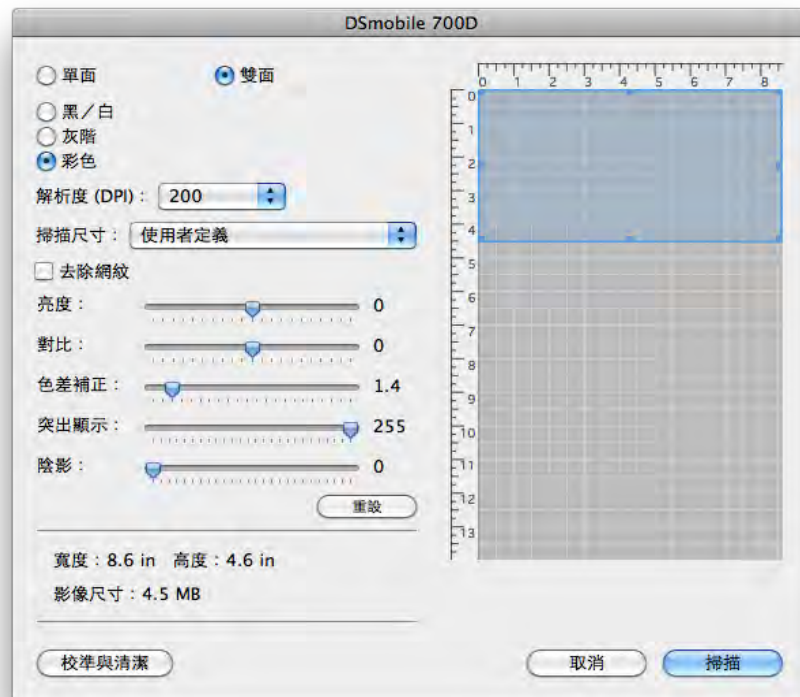 DSmobile 700D
單面 雙面
黑／白
灰階
彩色
解析度 (DPI)： 200
掃描尺寸： 使用者定義
去除網紋
亮度： 0
對比： 0
色差補正： 1.4
突出顯示： 255
陰影： 0
重設
寬度：8.6 in 高度：4.6 in
影像尺寸：4.5 MB
校準與清潔
取消 掃描
0 1 2 3 4 5 6 7 8
0
1
2
3
4
5
6
7
8
9
10
11
12
13